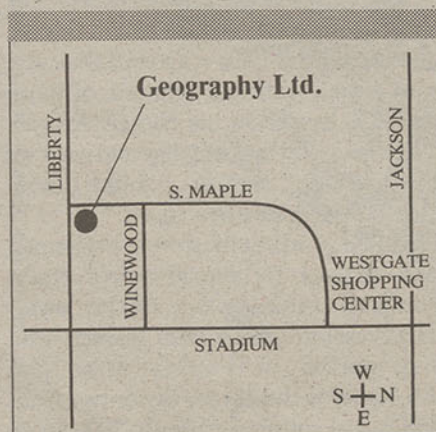 Geography Ltd.
LIBERTY
JACKSON
S. MAPLE
WINEWOOD
WESTGATE
SHOPPING
CENTER
STADIUM
W
S N
E